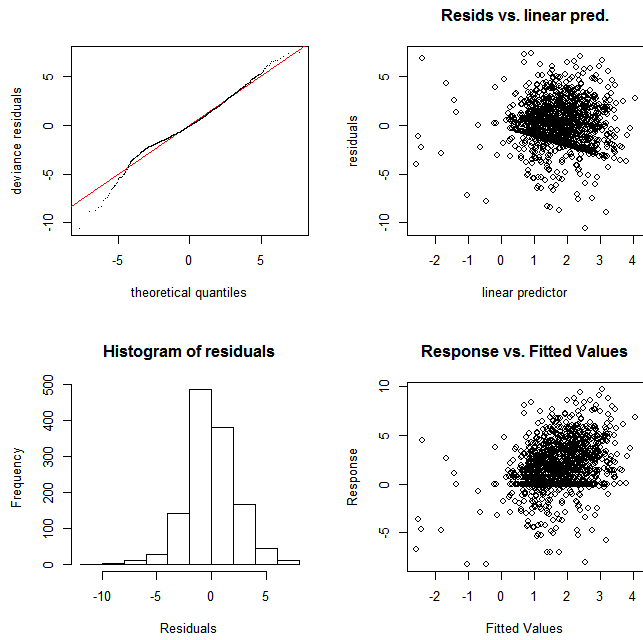 Resids vs. linear pred.
deviance residuals
-10 -5 0 5
-5 0 5
theoretical quantiles
residuals
-10 -5 0 5
-2 -1 0 1 2 3 4
linear predictor
Histogram of residuals
Frequency
0 100 200 300 400 500
-10 -5 0 5
Residuals
Response vs. Fitted Values
Response
-5 0 5 10
-2 -1 0 1 2 3 4
Fitted Values